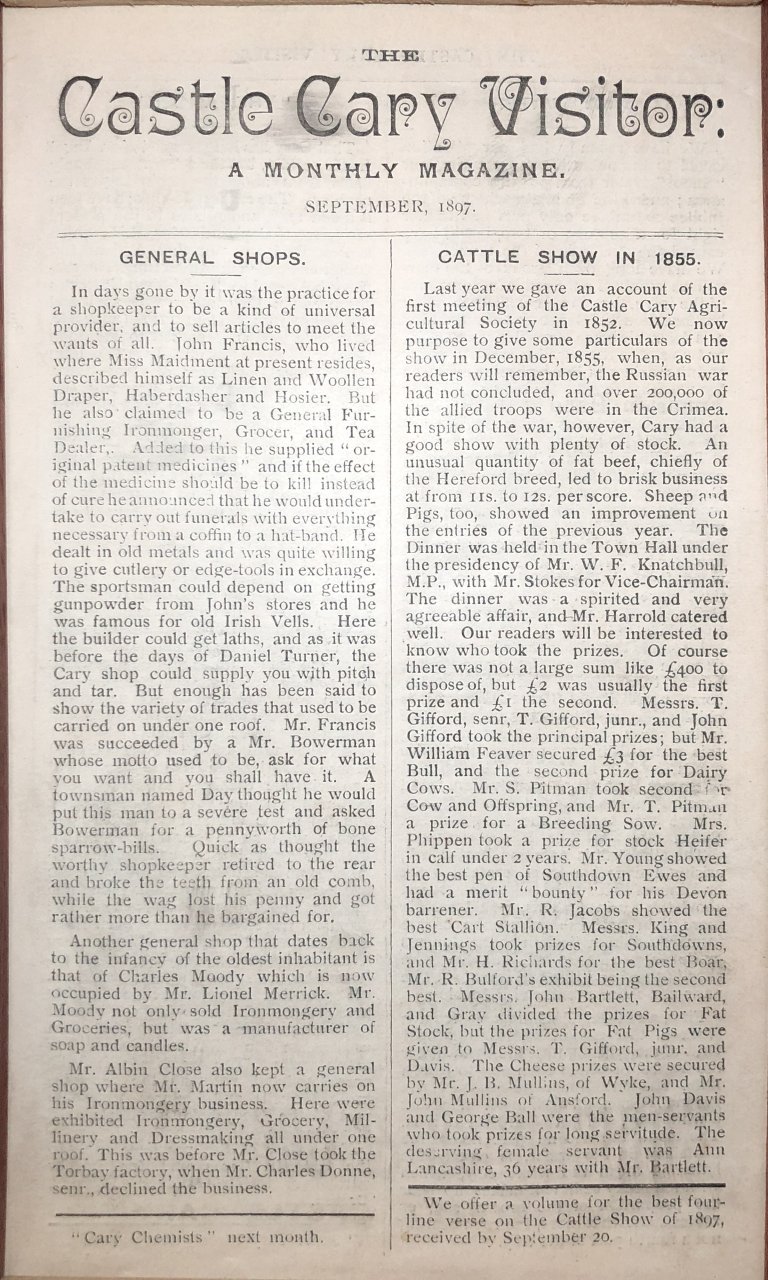 THE
Castle Cary Visitor:
A MONTHLY MAGAZINE.
SEPTEMBER, 1897.
GENERAL SHOPS.
In days gone by it was the practice for
a shopkeeper to be a kind of universal
provider, and to sell articles to meet the
wants of all. John Francis, who lived
where Miss Maidment at present resides,
described himself as Linen and Woollen
Draper, Haberdasher and Hosier. But
he also claimed to be a General Fur-
nishing Ironmonger, Grocer, and Tea
Dealer,. Added to this he supplied "or-
iginal patent medicines" and if the effect
of the medicine should be to kill instead
of cure he announced that he would under-
take to carry out funerals with everything
necessary from a coffin to a hat-band. He
dealt in old metals and was quite willing
to give cutlery or edge-tools in exchange.
The sportsman could depend on getting
gunpowder from John's stores and he
was famous for old Irish Vells. Here
the builder could get laths, and as it was
before the days of Daniel Turner, the
Cary shop could supply you with pitch
and tar. But enough has been said to
show the variety of trades that used to be
carried on under one roof. Mr. Francis
was succeeded by a Mr. Bowerman
whose motto used to be, ask for what
you want and you shall have it. A
townsman named Day thought he would
put this man to a severe test and asked
Bowerman for a pennyworth of bone
sparrow-bills. Quick as thought the
worthy shopkeeper retired to the rear
and broke the teeth from an old comb,
while the wag lost his penny and got
rather more than he bargained for.
Another general shop that dates back
to the infancy of the oldest inhabitant is
that of Charles Moody which is now
occupied by Mr. Lionel Merrick. Mr.
Moody not only sold Ironmongery and
Groceries, but was a manufacturer of
soap and candles.
Mr. Albin Close also kept a general
shop where Mr. Martin now carries on
his Ironmongery business. Here were
exhibited Ironmongery, Grocery, Mil-
linery and Dressmaking all under one
roof. This was before Mr. Close took the
Torbay factory, when Mr. Charles Donne,
senr., declined the business.
"Cary Chemists" next month.
CATTLE SHOW IN 1855.
Last year we gave an account of the
first meeting of the Castle Cary Agri-
cultural Society in 1852. We now
purpose to give some particulars of the
show in December, 1855, when, as our
readers will remember, the Russian war
had not concluded, and over 200,000 of
the allied troops were in the Crimea.
In spite of the war, however, Cary had a
good show with plenty of stock. An
unusual quantity of fat beef, chiefly of
the Hereford breed, led to brisk business
at from 11s. to 12s. per score. Sheep and
Pigs, too, showed an improvement on
the entries of the previous year. The
Dinner was held in the Town Hall under
the presidency of Mr. W. F. Knatchbull,
M.P., with Mr. Stokes for Vice-Chairman.
The dinner was a spirited and very
agreeable affair, and Mr. Harrold catered
well. Our readers will be interested to
know who took the prizes. Of course
there was not a large sum like £400 to
dispose of, but £2 was usually the first
prize and £1 the second. Messrs. T.
Gifford, senr, T. Gifford, junr., and John
Gifford took the principal prizes; but Mr.
William Feaver secured £3 for the best
Bull, and the second prize for Dairy
Cows. Mr. S. Pitman took second for
Cow and Offspring, and Mr. T. Pitman
a prize for a Breeding Sow. Mrs.
Phippen took a prize for stock Heifer
in calf under 2 years. Mr. Young showed
the best pen of Southdown Ewes and
had a merit "bounty" for his Devon
barrener. Mr. R. Jacobs showed the
best Cart Stallion. Messrs. King and
Jennings took prizes for Southdowns,
and Mr. H. Richards for the best Boar,
Mr. R. Bulford's exhibit being the second
best. Messrs. John Bartlett, Bailward,
and Gray divided the prizes for Fat
Stock, but the prizes for Fat Pigs were
given to Messrs. T. Gifford, junr. and
Davis. The Cheese prizes were secured
by Mr. J. B. Mullins, of Wyke, and Mr.
John Mullins of Ansford. John Davis
and George Ball were the men-servants
who took prizes for long servitude. The
deserving female servant was Ann
Lancashire, 36 years with Mr. Bartlett.
We offer a volume for the best four-
line verse on the Cattle Show of 1897,
received by September 20.